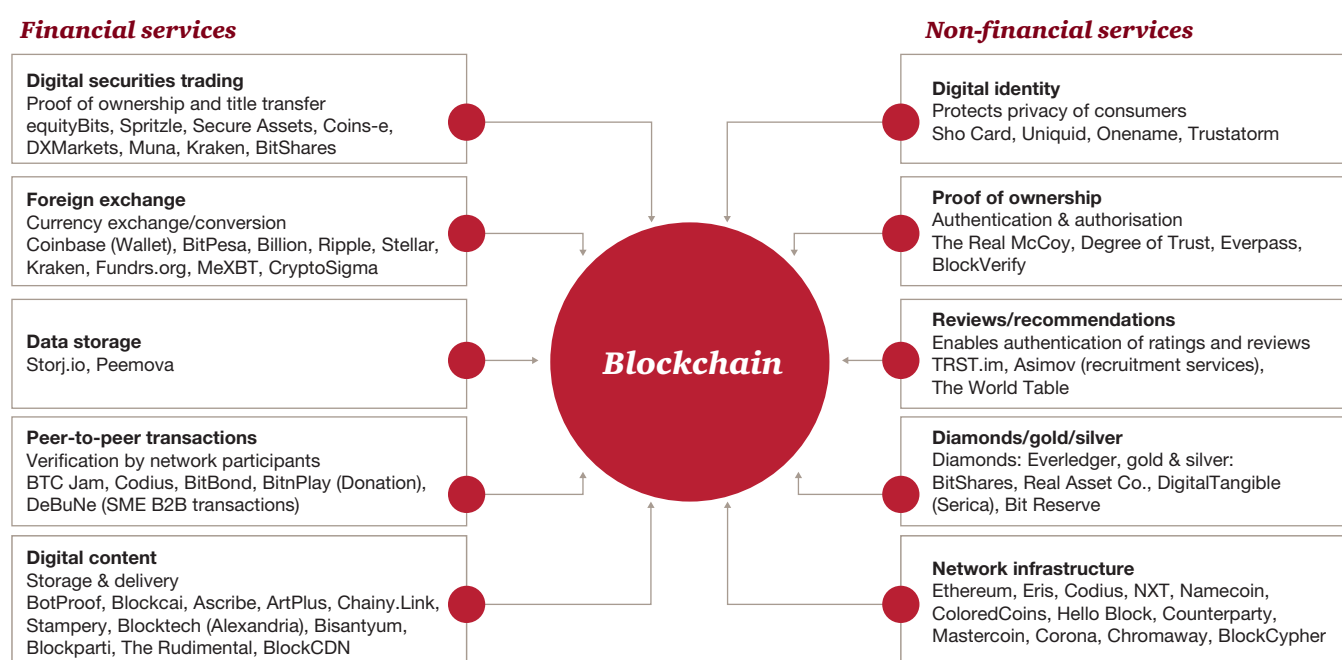 Financial services
Digital securities trading
Proof of ownership and title transfer
equityBits, Spritzle, Secure Assets, Coins-e,
DXMarkets, Muna, Kraken, BitShares
Foreign exchange
Currency exchange/conversion
Coinbase (Wallet), BitPesa, Billion, Ripple, Stellar,
Kraken, Fundrs.org, MeXBT, CryptoSigma
Data storage
Storj.io, Peemova
Peer-to-peer transactions
Verification by network participants
BTC Jam, Codius, BitBond, BitnPlay (Donation),
DeBuNe (SME B2B transactions)
Digital content
Storage & delivery
BotProof, Blockcai, Ascribe, ArtPlus, Chainy.Link,
Stampery, Blocktech (Alexandria), Bisantyum,
Blockparti, The Rudimental, BlockCDN
Blockchain
Non-financial services
Digital identity
Protects privacy of consumers
Sho Card, Uniquid, Onename, Trustatorm
Proof of ownership
Authentication & authorisation
The Real McCoy, Degree of Trust, Everpass,
BlockVerify
Reviews/recommendations
Enables authentication of ratings and reviews
TRST.im, Asimov (recruitment services),
The World Table
Diamonds/gold/silver
Diamonds: Everledger, gold & silver:
BitShares, Real Asset Co., DigitalTangible
(Serica), Bit Reserve
Network infrastructure
Ethereum, Eris, Codius, NXT, Namecoin,
ColoredCoins, Hello Block, Counterparty,
Mastercoin, Corona, Chromaway, BlockCypher